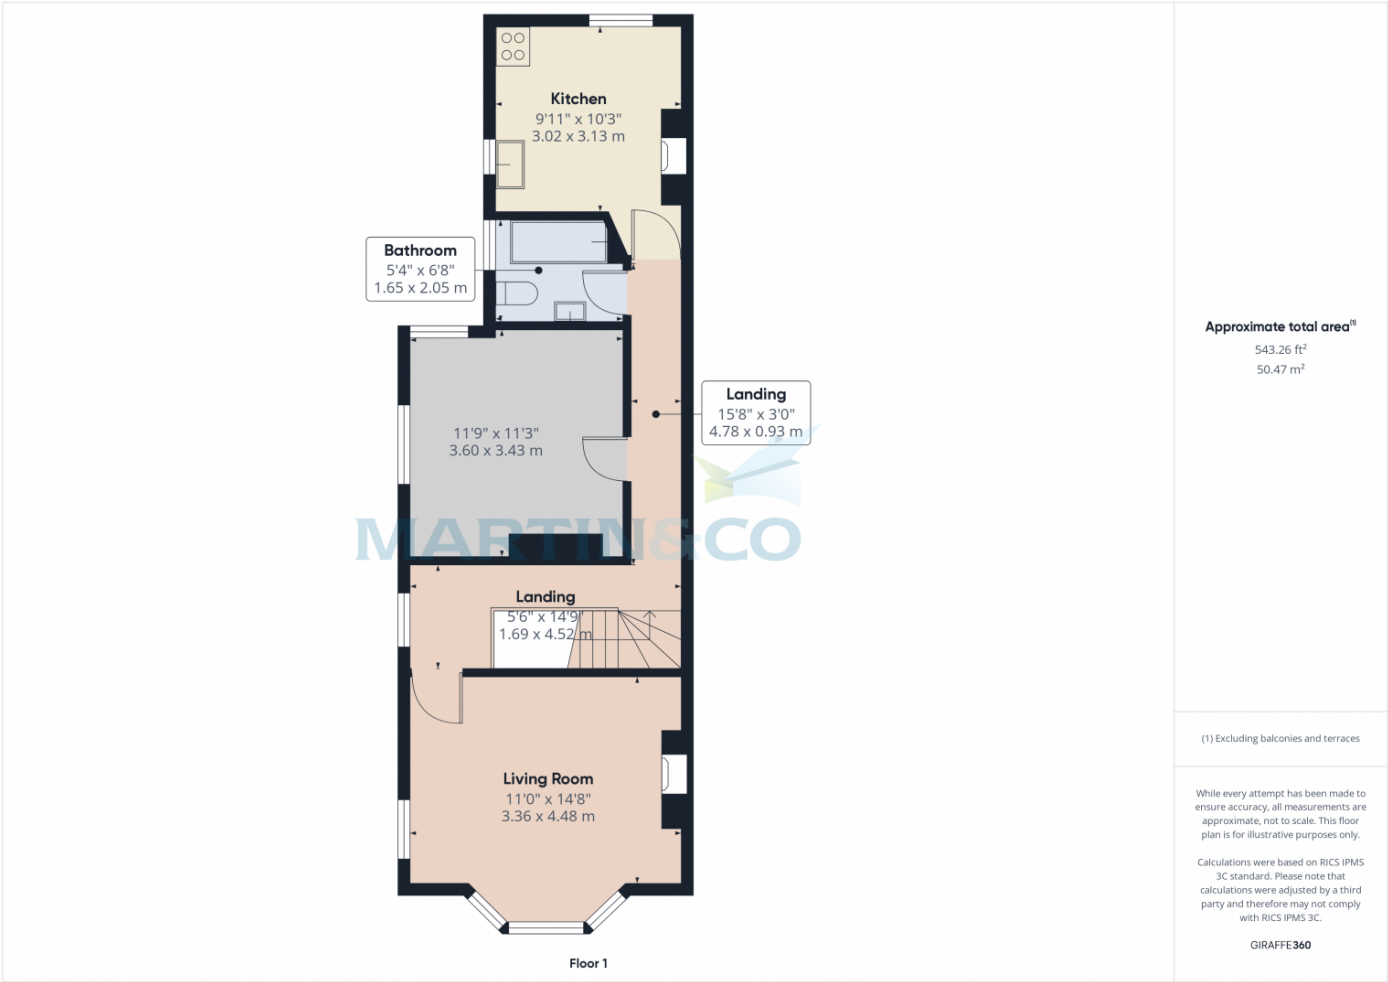 Kitchen
9'11" x 10'3"
3.02 x 3.13 m
Bathroom
5'4" x 6'8"
1.65 x 2.05 m
Landing
15'8" x 3'0"
4.78 x 0.93 m
11'9" x 11'3"
3.60 x 3.43 m
MARTIN&CO
Landing
5'6" x 14'9"
1.69 x 4.52 m
Living Room
11'0" x 14'8"
3.36 x 4.48 m
Floor 1
Approximate total area(1)
543.26 ft²
50.47 m²
(1) Excluding balconies and terraces
While every attempt has been made to
ensure accuracy, all measurements are
approximate, not to scale. This floor
plan is for illustrative purposes only.
Calculations were based on RICS IPMS
3C standard. Please note that
calculations were adjusted by a third
party and therefore may not comply
with RICS IPMS 3C.
GIRAFFE360